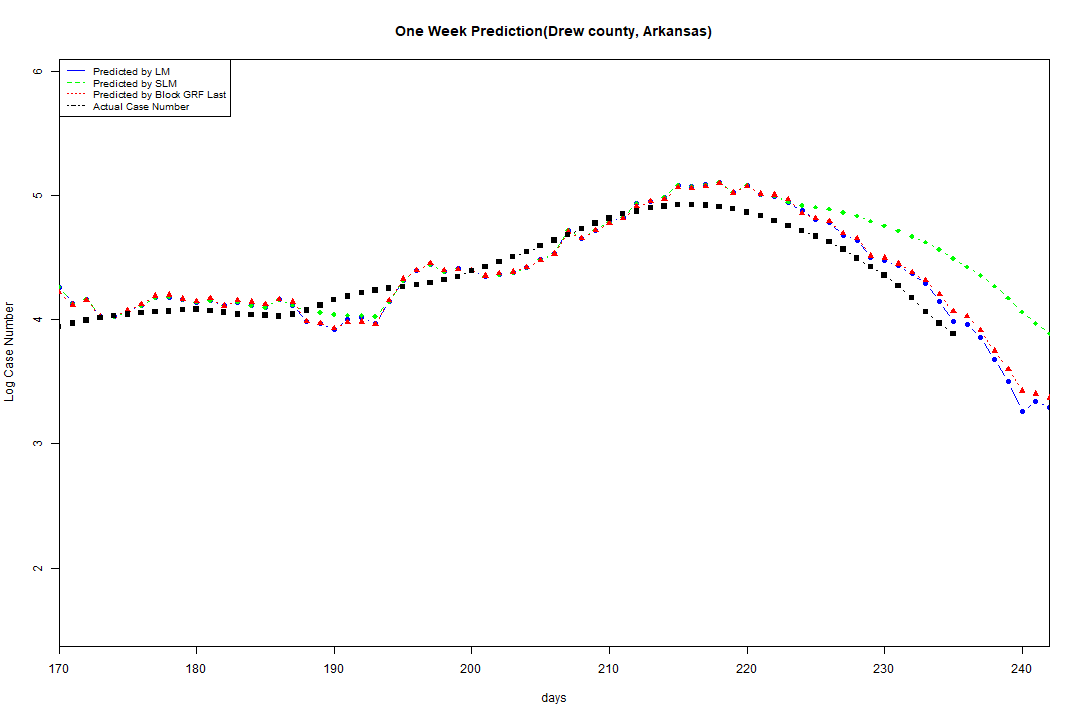 One Week Prediction(Drew county, Arkansas)
Predicted by LM
Predicted by SLM
Predicted by Block GRF Last
Actual Case Number
6
5
4
3
2
Log Case Number
170 180 190 200 210 220 230 240
days